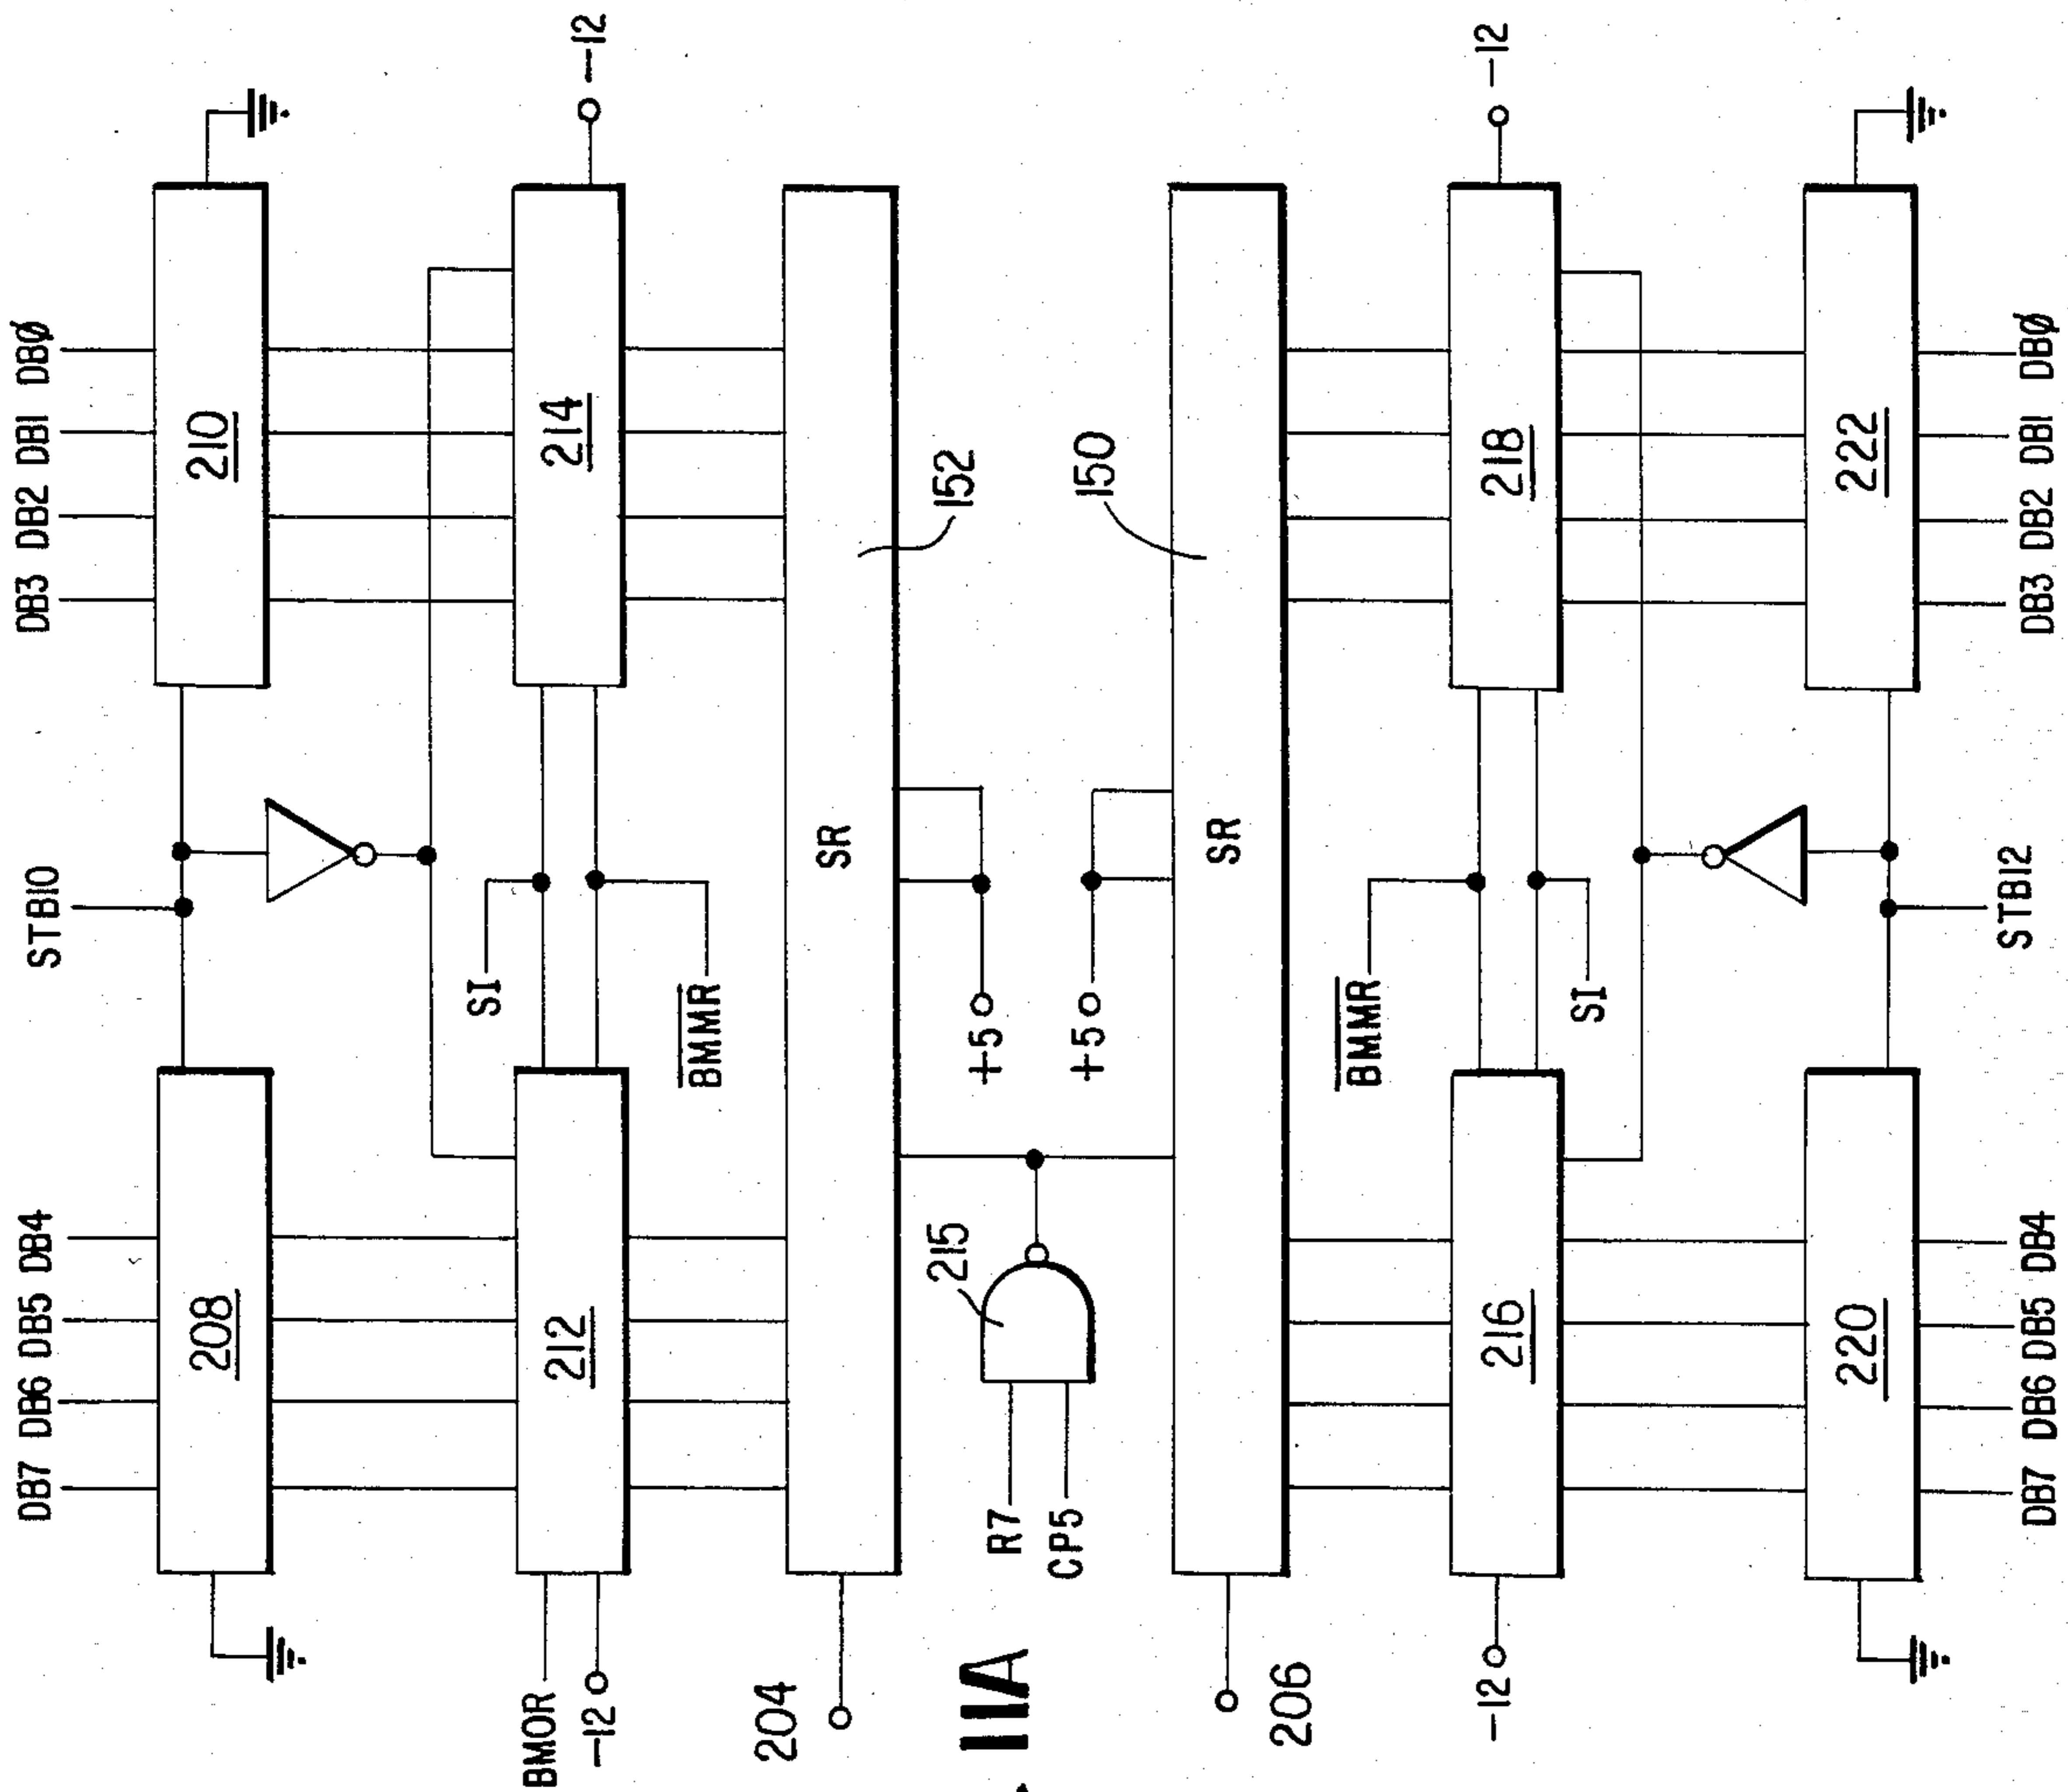 DB7 DB6 DB5 DB4 STB10 DB3 DB2 DB1 DBØ
208 210
SI
BMOR 212 214
-12 -12
B̅M̅M̅R̅
204 SR
152
215 +5
R7
CP5
11A
+5 150
SR
206
B̅M̅M̅R̅
-12 216 218 -12
SI
220 222
DB7 DB6 DB5 DB4 STB12 DB3 DB2 DB1 DBØ